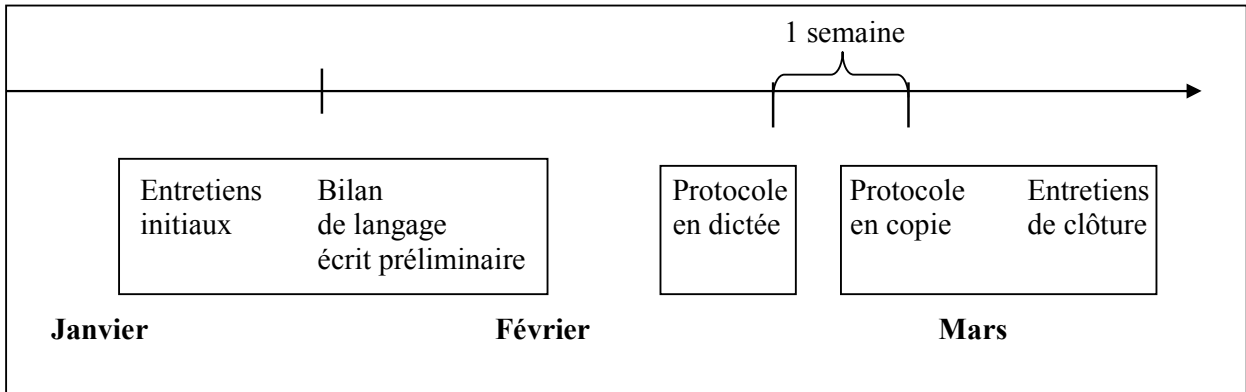 1 semaine
Entretiens
initiaux
Bilan
de langage
écrit préliminaire
Protocole
en dictée
Protocole
en copie
Entretiens
de clôture
Janvier
Février
Mars